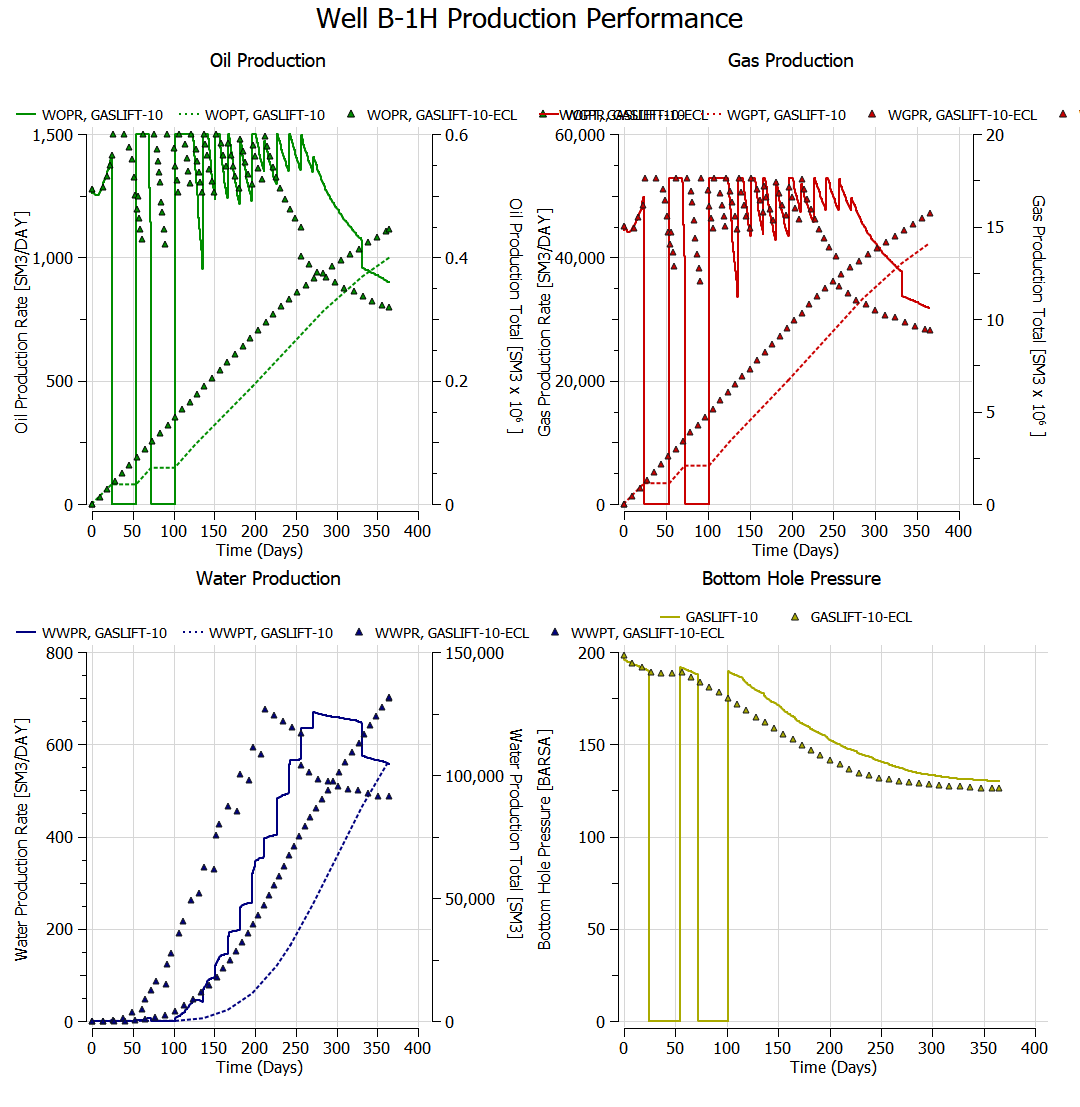 Well B-1H Production Performance
Oil Production
WOPR, GASLIFT-10 WOPT, GASLIFT-10 WOPR, GASLIFT-10-ECL WOPT, GASLIFT-10-ECL
1,500
1,000
500
0
Oil Production Rate [SM3/DAY]
0.6
0.4
0.2
0
Oil Production Total [SM3 x 10⁶ ]
0 50 100 150 200 250 300 350 400
Time (Days)
Gas Production
WGPR, GASLIFT-10 WGPT, GASLIFT-10 WGPR, GASLIFT-10-ECL
60,000
40,000
20,000
0
Gas Production Rate [SM3/DAY]
20
15
10
5
0
Gas Production Total [SM3 x 10⁶ ]
0 50 100 150 200 250 300 350 400
Time (Days)
Water Production
WWPR, GASLIFT-10 WWPT, GASLIFT-10 WWPR, GASLIFT-10-ECL WWPT, GASLIFT-10-ECL
800
600
400
200
0
Water Production Rate [SM3/DAY]
150,000
100,000
50,000
0
Water Production Total [SM3]
0 50 100 150 200 250 300 350 400
Time (Days)
Bottom Hole Pressure
GASLIFT-10 GASLIFT-10-ECL
200
150
100
50
0
Bottom Hole Pressure [BARSA]
0 50 100 150 200 250 300 350 400
Time (Days)